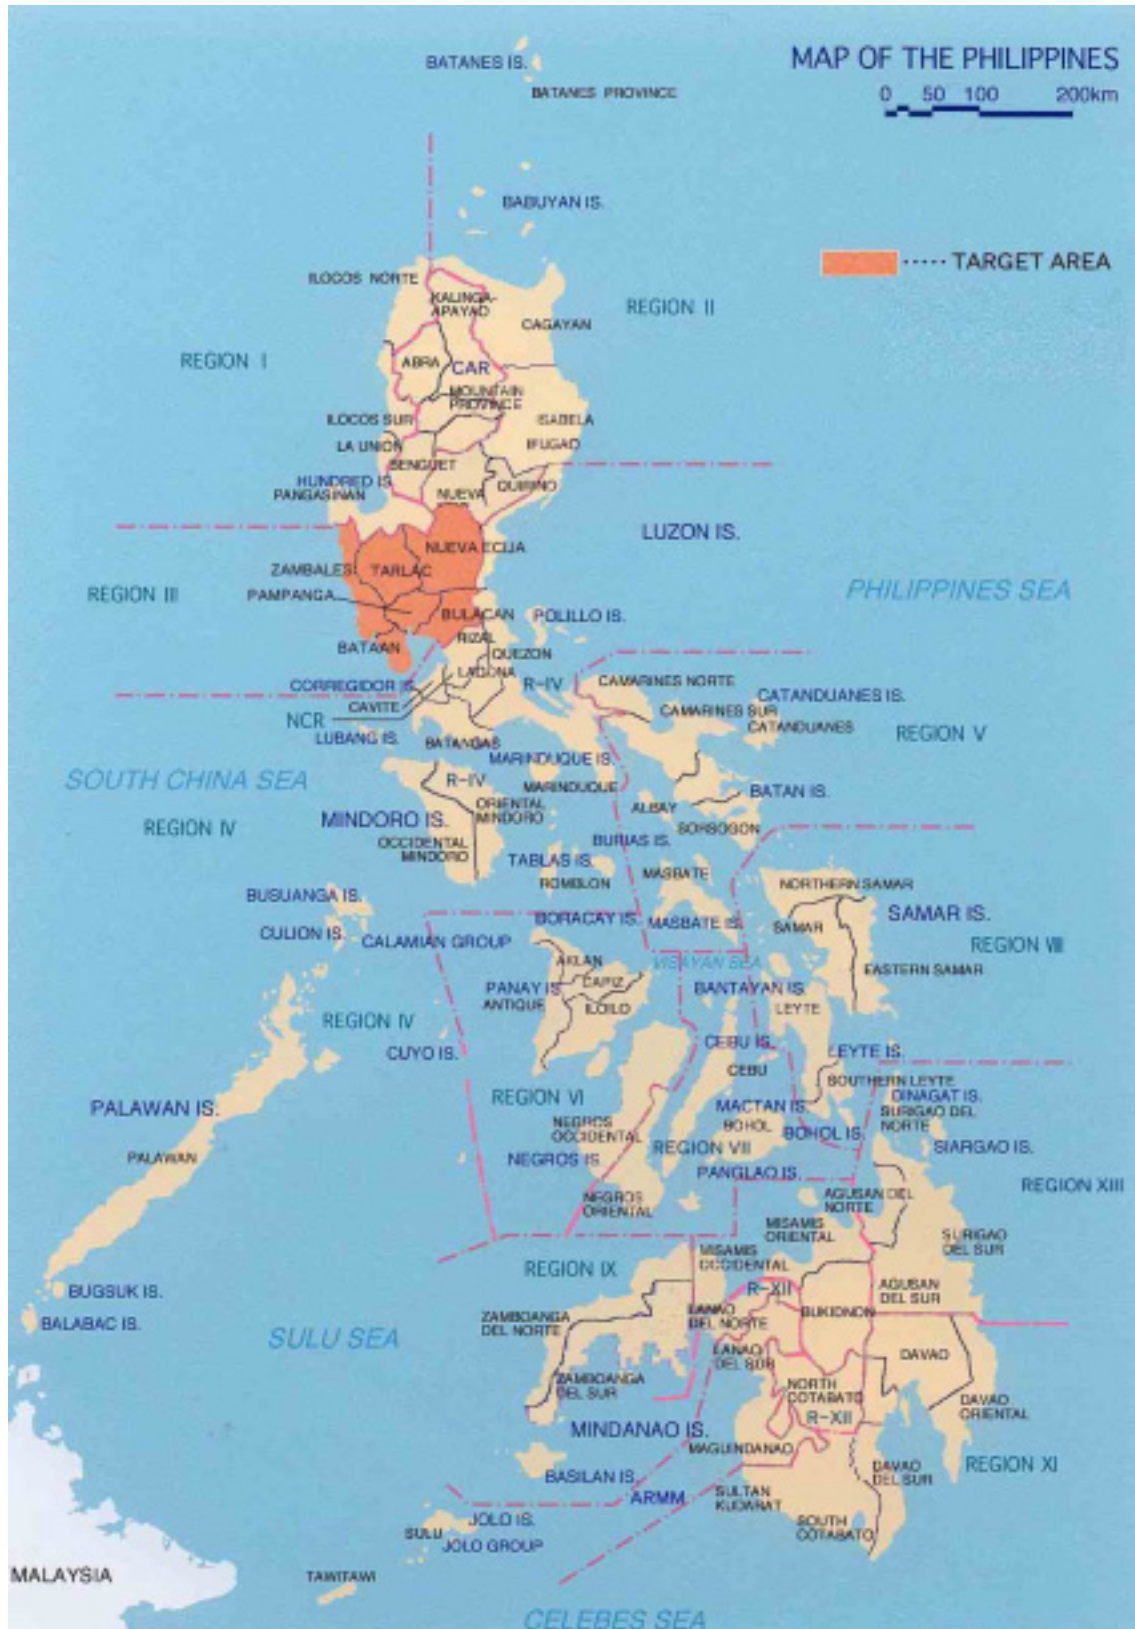 BATANES IS.
MAP OF THE PHILIPPINES
0 50 100 200km
BATANES PROVINCE
BABUYAN IS.
TARGET AREA
ILOCOS NORTE
KALINGA-
APAYAO
REGION II
CAGAYAN
REGION I
ABRA
CAR
MOUNTAIN
PROVINCE
ILOCOS SUR
ISABELA
LA UNION
IFUGAO
BENGUET
HUNDRED IS.
PANGASINAN
NUEVA
QUIRINO
LUZON IS.
NUEVA ECIJA
ZAMBALES
TARLAC
REGION III
PAMPANGA
PHILIPPINES SEA
BULACAN
POLILLO IS.
BATAAN
RIZAL
QUEZON
LAGUNA
R-IV
CAMARINES NORTE
CORREGIDOR IS.
CATANDUANES IS.
CAVITE
CAMARINES SUR
NCR
CATANDUANES
REGION V
LUBANG IS.
BATANGAS
MARINDUQUE IS.
SOUTH CHINA SEA
R-IV
MARINDUQUE
BATAN IS.
ORIENTAL
MINDORO
ALBAY
MINDORO IS.
REGION IV
SORSOGON
OCCIDENTAL
MINDORO
BURIAS IS.
TABLAS IS.
MASBATE
ROMBLON
NORTHERN SAMAR
BUSUANGA IS.
BORACAY IS.
MASBATE IS.
SAMAR
SAMAR IS.
CULION IS.
CALAMIAN GROUP
REGION VIII
AKLAN
VISAYAN SEA
EASTERN SAMAR
CAPIZ
PANAY IS.
ANTIQUE
ILOILO
BANTAYAN IS.
LEYTE
REGION IV
CUYO IS.
CEBU IS.
LEYTE IS.
CEBU
SOUTHERN LEYTE
DINAGAT IS.
PALAWAN IS.
REGION VI
MACTAN IS.
SURIGAO DEL
NORTE
NEGROS
OCCIDENTAL
BOHOL
BOHOL IS.
REGION VII
SIARGAO IS.
PALAWAN
NEGROS IS.
PANGLAO IS.
REGION XIII
NEGROS
ORIENTAL
AGUSAN DEL
NORTE
MISAMIS
ORIENTAL
SURIGAO
DEL SUR
MISAMIS
OCCIDENTAL
REGION IX
BUGSUK IS.
R-XII
AGUSAN
DEL SUR
BALABAC IS.
ZAMBOANGA
DEL NORTE
LANAO
DEL NORTE
BUKIDNON
SULU SEA
LANAO
DEL SUR
DAVAO
ZAMBOANGA
DEL SUR
NORTH
COTABATO
DAVAO
ORIENTAL
R-XII
MINDANAO IS.
MAGUINDANAO
REGION XI
BASILAN IS.
DAVAO
DEL SUR
ARMM
SULTAN
KUDARAT
JOLO IS.
SOUTH
COTABATO
SULU
JOLO GROUP
MALAYSIA
TAWITAWI
CELEBES SEA